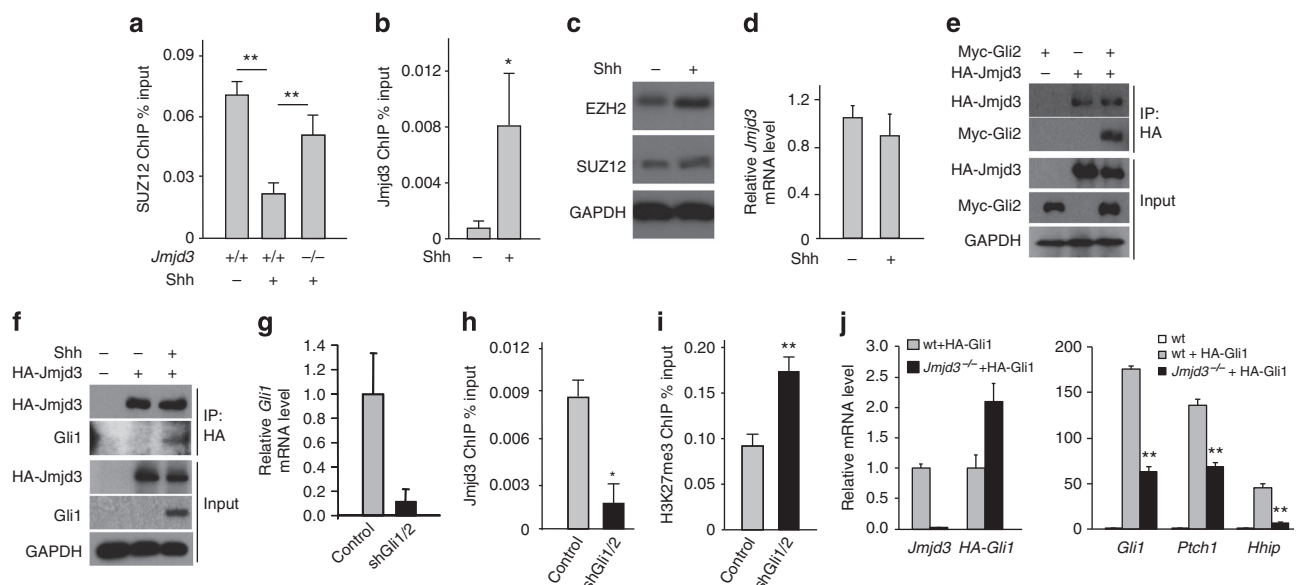 a
SUZ12 ChIP % input
0.09
0.06
0.03
0
**
**
Jmjd3 +/+ +/+ –/–
Shh – + +
b
Jmjd3 ChIP % input
0.012
0.008
0.004
0
*
Shh – +
c
Shh – +
EZH2
SUZ12
GAPDH
d
Relative Jmjd3
mRNA level
1.2
0.8
0.4
0
Shh – +
e
Myc-Gli2 + – +
HA-Jmjd3 – + +
HA-Jmjd3
Myc-Gli2
IP:
HA
HA-Jmjd3
Myc-Gli2
GAPDH
Input
f
Shh – – +
HA-Jmjd3 – + +
HA-Jmjd3
Gli1
IP:
HA
HA-Jmjd3
Gli1
GAPDH
Input
g
Relative Gli1
mRNA level
1.4
1.2
1.0
0.8
0.6
0.4
0.2
0.0
Control
shGli1/2
h
Jmjd3 ChIP % input
0.012
0.009
0.006
0.003
0
*
Control
shGli1/2
i
H3K27me3 ChIP % input
0.20
0.15
0.10
0.05
0
**
Control
shGli1/2
j
Relative mRNA level
wt+HA-Gli1
Jmjd3–/–+HA-Gli1
3.0
2.5
2.0
1.5
1.0
0.5
0.0
Jmjd3 HA-Gli1
wt
wt + HA-Gli1
Jmjd3–/– + HA-Gli1
200
150
100
50
0
**
**
**
Gli1 Ptch1 Hhip